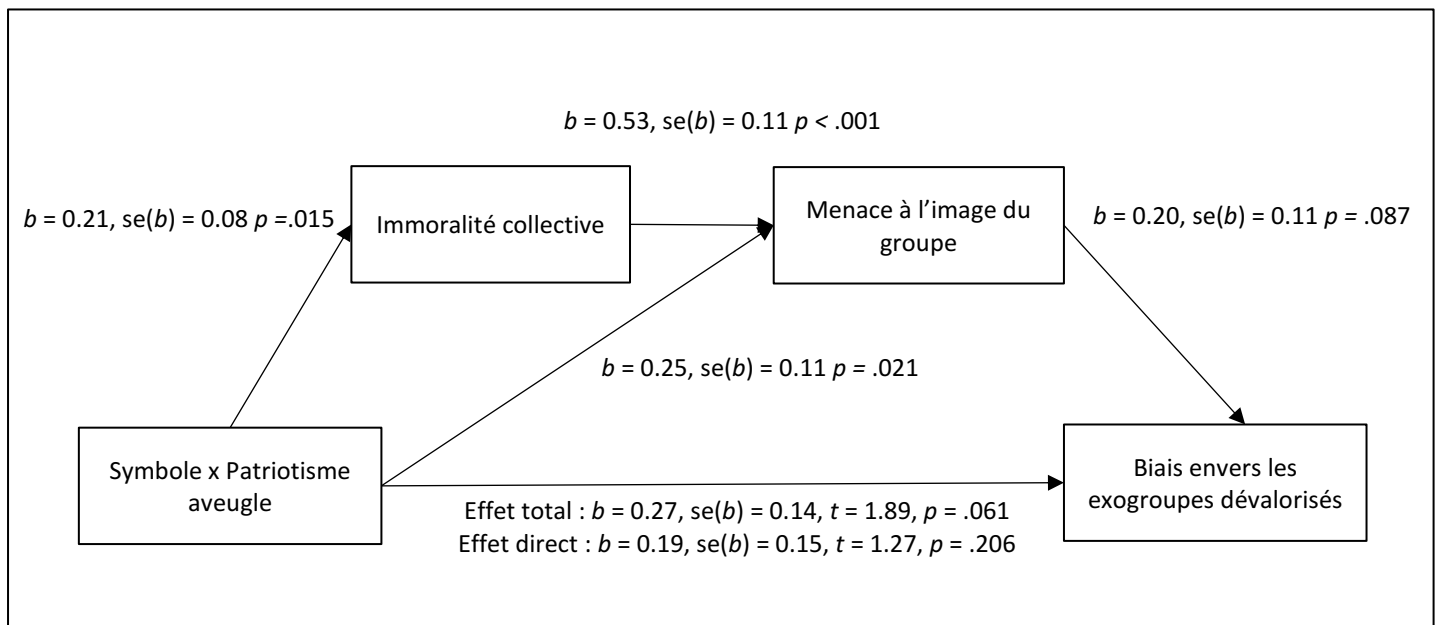 b = 0.53, se(b) = 0.11 p < .001
b = 0.21, se(b) = 0.08 p =.015
Immoralité collective
Menace à l’image du
groupe
b = 0.20, se(b) = 0.11 p = .087
b = 0.25, se(b) = 0.11 p = .021
Symbole x Patriotisme
aveugle
Biais envers les
exogroupes dévalorisés
Effet total : b = 0.27, se(b) = 0.14, t = 1.89, p = .061
Effet direct : b = 0.19, se(b) = 0.15, t = 1.27, p = .206